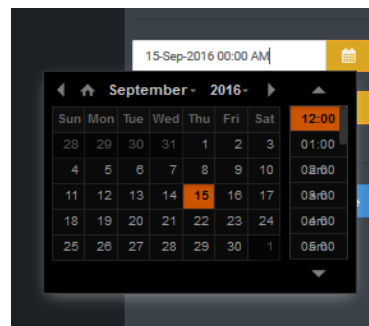 15-Sep-2016 00:00 AM
September 2016
Sun Mon Tue Wed Thu Fri Sat
28 29 30 31 1 2 3
4 5 6 7 8 9 10
11 12 13 14 15 16 17
18 19 20 21 22 23 24
25 26 27 28 29 30 1
12:00
01:00